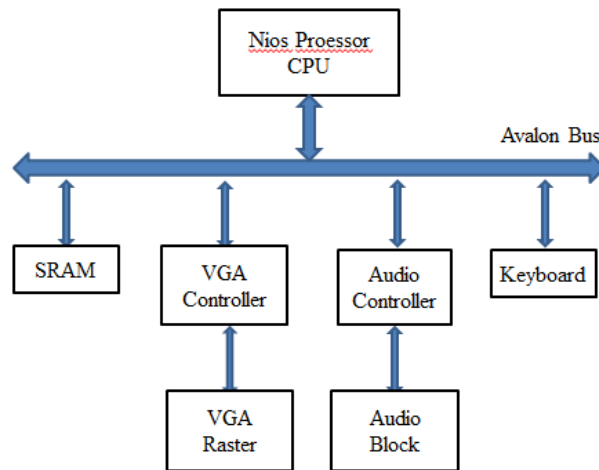 Nios Proessor
CPU
Avalon Bus
SRAM
VGA
Controller
Audio
Controller
Keyboard
VGA
Raster
Audio
Block